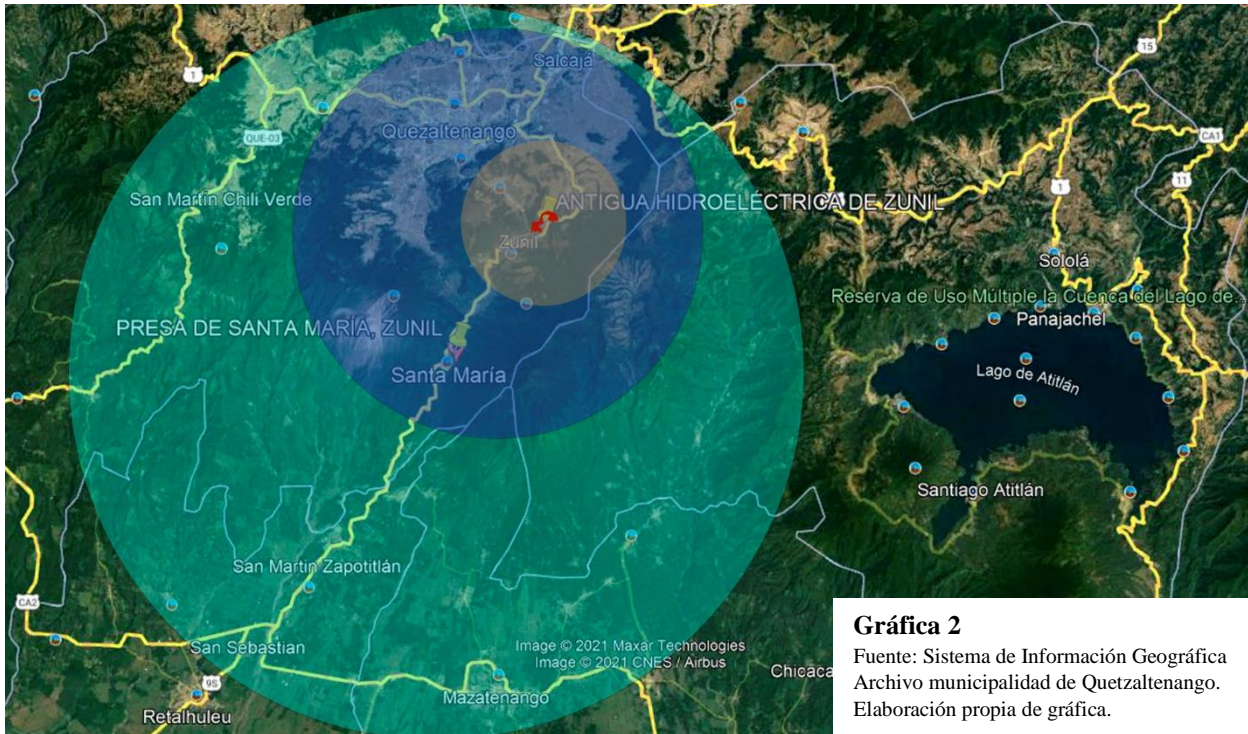 15
Salcajá
1
CA1
Quezaltenango
QUE-03
11
1
San Martín Chili Verde
ANTIGUA HIDROELÉCTRICA DE ZUNIL
Zunil
Sololá
Reserva de Uso Múltiple la Cuenca del Lago de...
PRESA DE SANTA MARÍA, ZUNIL
Panajachel
Santa María
Lago de Atitlán
Santiago Atitlán
San Martin Zapotitlán
CA2
San Sebastian
Image © 2021 Maxar Technologies
Image © 2021 CNES / Airbus
Chicaca
9S
Mazatenango
Retalhuleu
Gráfica 2
Fuente: Sistema de Información Geográfica
Archivo municipalidad de Quetzaltenango.
Elaboración propia de gráfica.